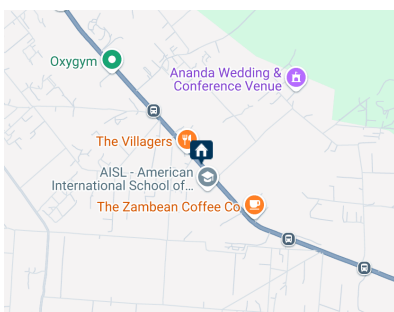 Oxygym
Ananda Wedding &
Conference Venue
The Villagers
AISL - American
International School of...
The Zambean Coffee Co